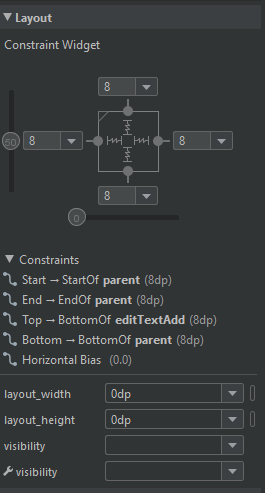 Layout
Constraint Widget
8
50
8
8
8
0
Constraints
Start → StartOf parent (8dp)
End → EndOf parent (8dp)
Top → BottomOf editTextAdd (8dp)
Bottom → BottomOf parent (8dp)
Horizontal Bias (0.0)
layout_width 0dp
layout_height 0dp
visibility
visibility